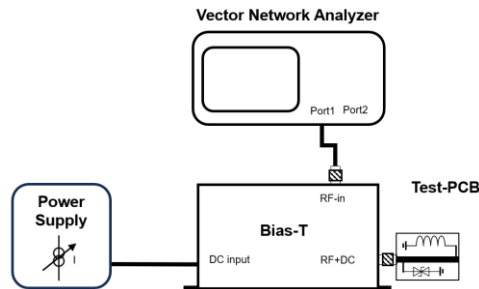 Vector Network Analyzer
Port1 Port2
Test-PCB
RF-in
Power
Supply
I
Bias-T
DC input
RF+DC